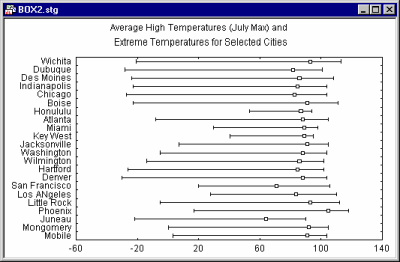 BOX2.stg
Average High Temperatures (July Max) and
Extreme Temperatures for Selected Cities
Wichita
Dubuque
Des Moines
Indianapolis
Chicago
Boise
Honululu
Atlanta
Miami
Key West
Jacksonville
Washington
Wilmington
Hartford
Denver
San Francisco
Los ANgeles
Little Rock
Phoenix
Juneau
Mongomery
Mobile
-60 -20 20 60 100 140